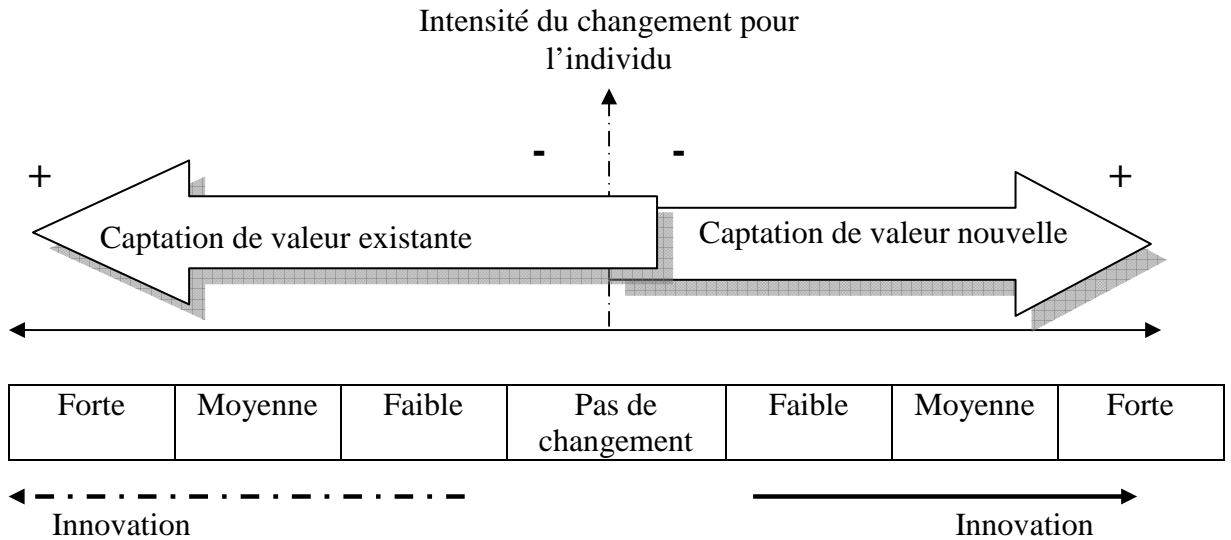 Intensité du changement pour
l'individu
- -
+ +
Captation de valeur existante
Captation de valeur nouvelle
Forte Moyenne Faible Pas de changement Faible Moyenne Forte
Innovation Innovation